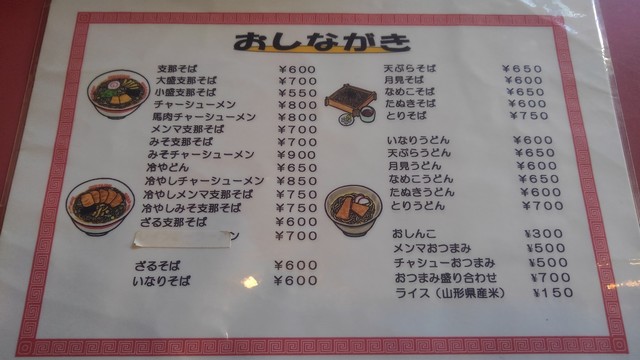 おしながき
支那そば ¥600
大盛支那そば ¥700
小盛支那そば ¥550
チャーシューメン ¥800
馬肉チャーシューメン ¥800
メンマ支那そば ¥700
みそ支那そば ¥700
みそチャーシューメン ¥900
冷やどん ¥650
冷やしチャーシューメン ¥850
冷やしメンマ支那そば ¥750
冷やしみそ支那そば ¥750
ざる支那そば ¥600
ン ¥700
ざるそば ¥600
いなりそば ¥600
天ぷらそば ¥650
月見そば ¥600
なめこそば ¥650
たぬきそば ¥600
とりそば ¥750
いなりうどん ¥600
天ぷらうどん ¥650
月見うどん ¥600
なめこうどん ¥650
たぬきうどん ¥600
とりうどん ¥700
おしんこ ¥300
メンマおつまみ ¥500
チャシューおつまみ ¥500
おつまみ盛り合わせ ¥700
ライス（山形県産米） ¥150